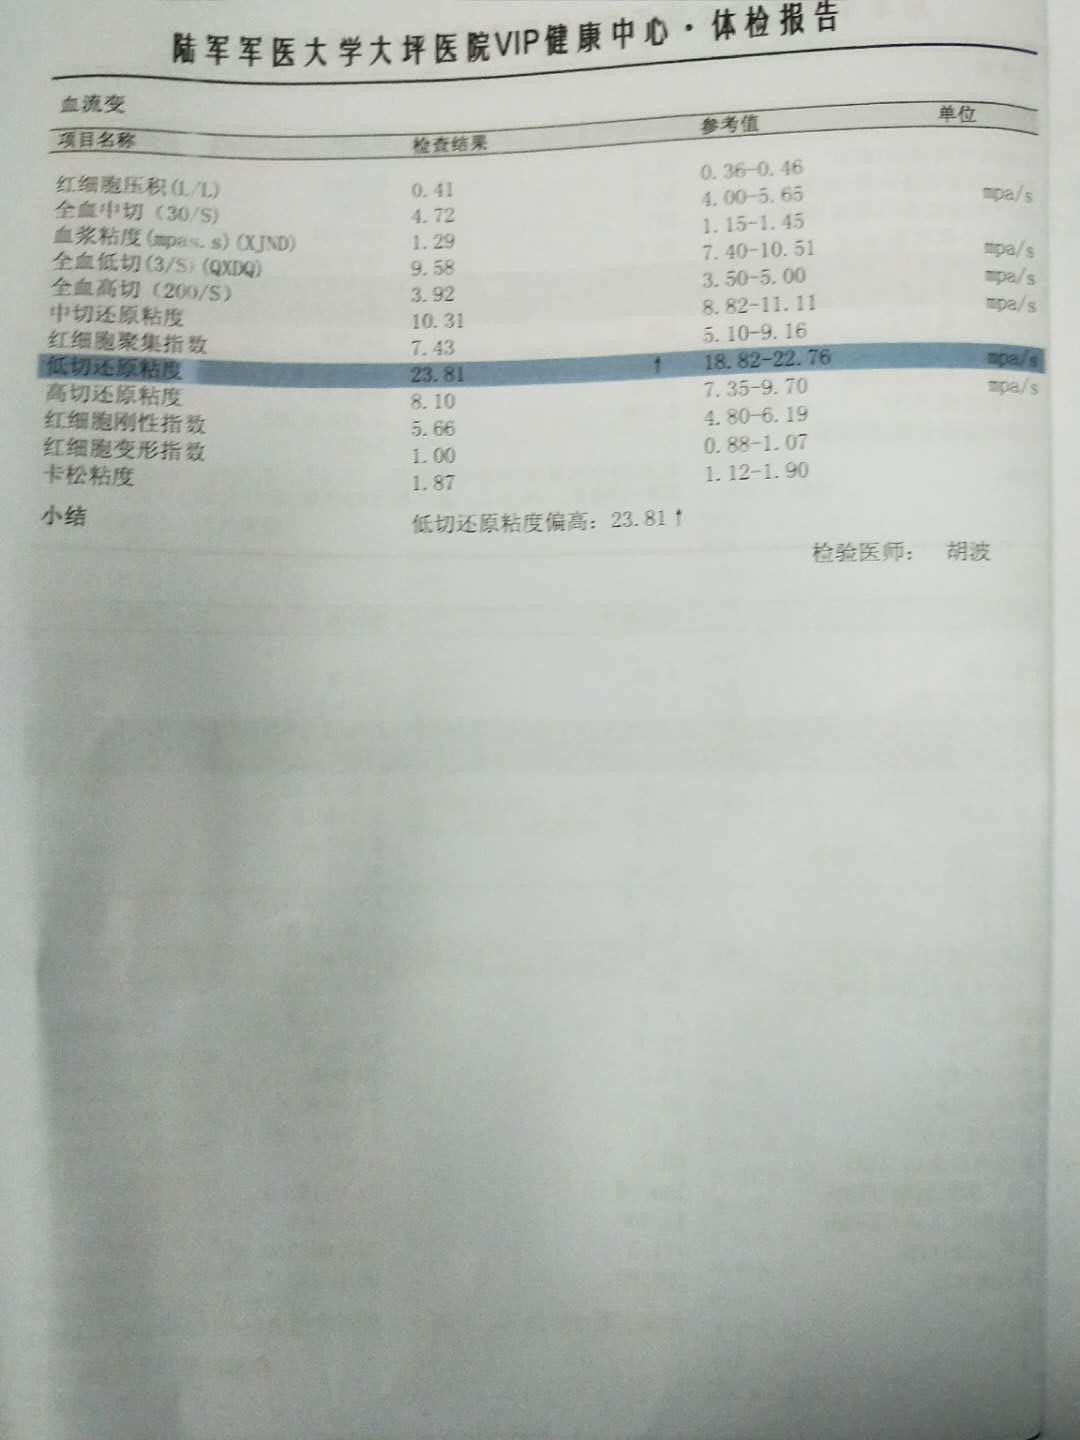 陆军军医大学大坪医院VIP健康中心·体检报告
血流变
项目名称 检查结果 参考值 单位
红细胞压积(L/L) 0.41 0.36-0.46
全血中切（30/S) 4.72 4.00-5.65 mpa/s
血浆粘度(mpas.s)(XJND) 1.29 1.15-1.45
全血低切(3/S)(QXDQ) 9.58 7.40-10.51 mpa/s
全血高切（200/S） 3.92 3.50-5.00 mpa/s
中切还原粘度 10.31 8.82-11.11 mpa/s
红细胞聚集指数 7.43 5.10-9.16
低切还原粘度 23.81 ↑ 18.82-22.76 mpa/s
高切还原粘度 8.10 7.35-9.70 mpa/s
红细胞刚性指数 5.66 4.80-6.19
红细胞变形指数 1.00 0.88-1.07
卡松粘度 1.87 1.12-1.90
小结 低切还原粘度偏高：23.81↑
检验医师： 胡波